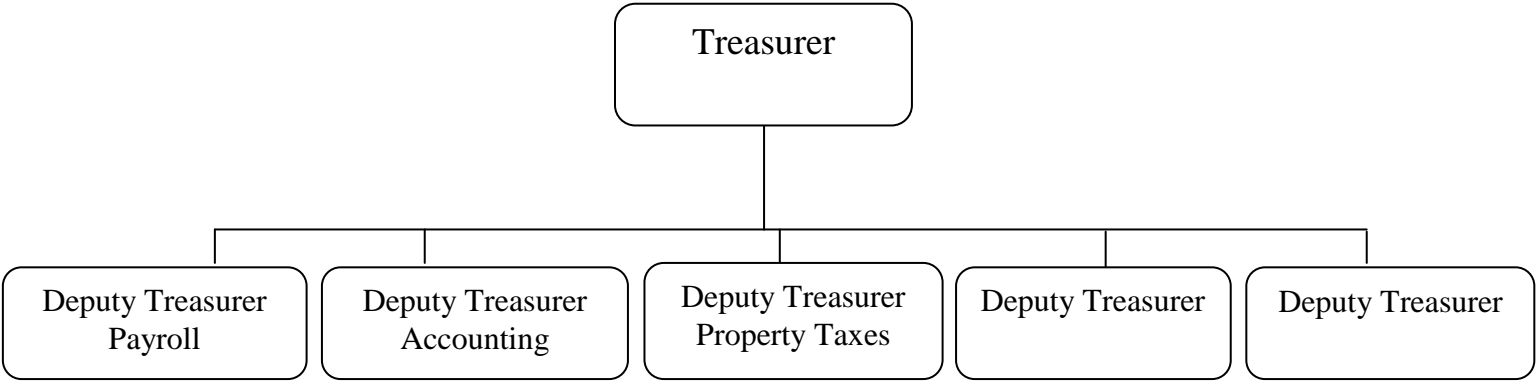 Treasurer
Deputy Treasurer
Payroll
Deputy Treasurer
Accounting
Deputy Treasurer
Property Taxes
Deputy Treasurer
Deputy Treasurer